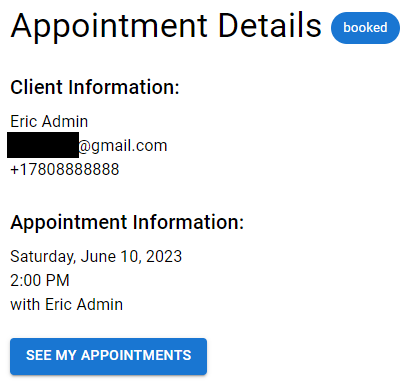 Appointment Details booked
Client Information:
Eric Admin
@gmail.com
+17808888888
Appointment Information:
Saturday, June 10, 2023
2:00 PM
with Eric Admin
SEE MY APPOINTMENTS